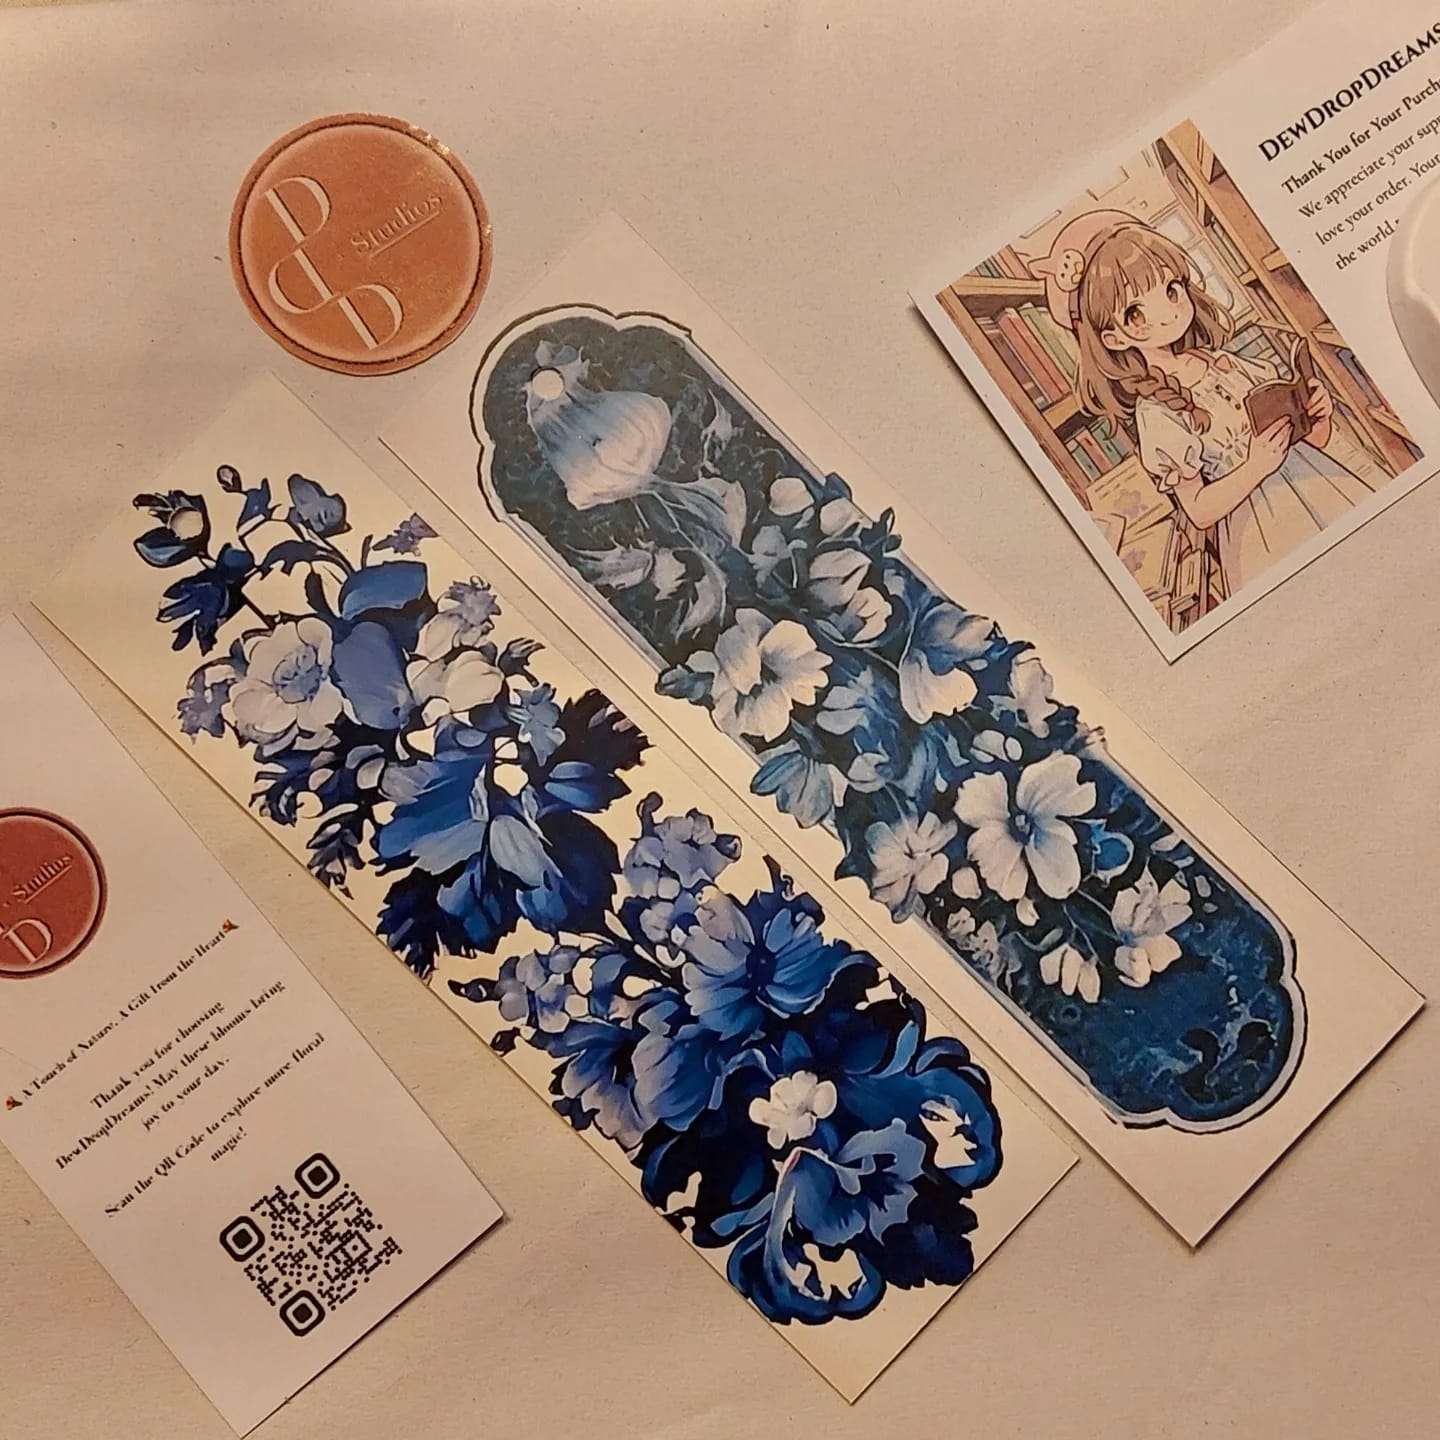 D
&
D
Studios
DEWDROPDREAMS
Thank You for Your
We appreciate your
love your order. Your
the world
Studios
D
A Touch of Nature, A Gift From the Heart
Thank you for choosing
DewDropDreams! May these blooms bring
joy to your day.
Scan the QR Code to explore more floral
magic!